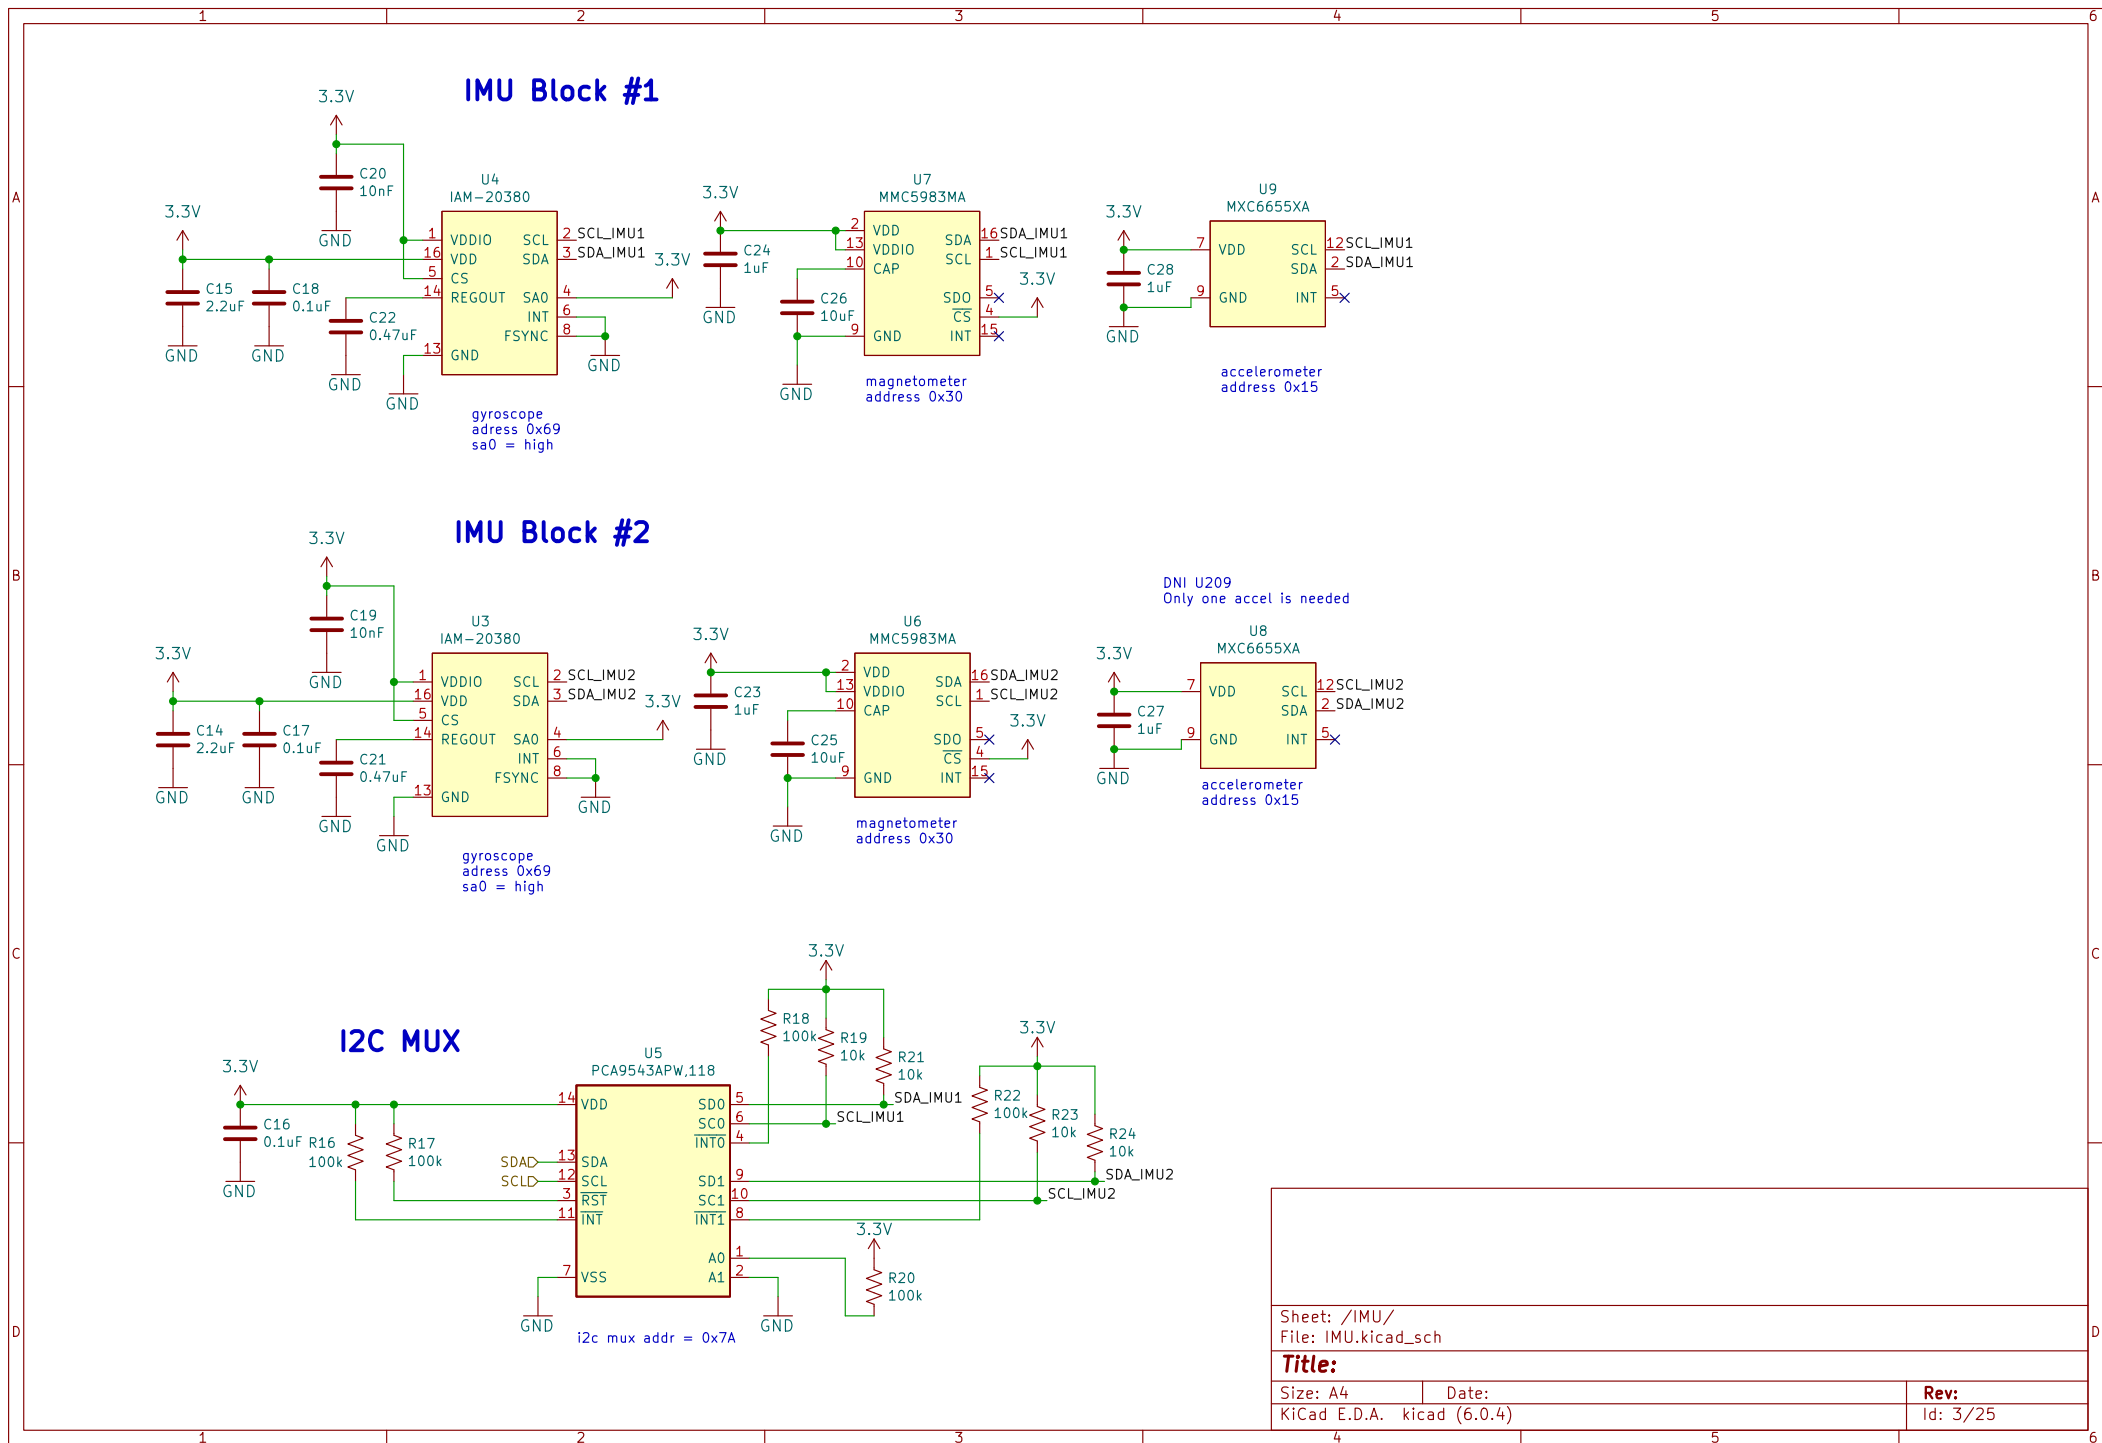 1 2 3 4 5 6
IMU Block #1
3.3V
C20
10nF
GND
3.3V
C15
2.2uF
GND
C18
0.1uF
GND
C22
0.47uF
GND
GND
U4
IAM-20380
1 VDDIO SCL 2 SCL_IMU1
16 VDD SDA 3 SDA_IMU1
5 CS
14 REGOUT SA0 4
INT 6
FSYNC 8
13 GND
3.3V
GND
gyroscope
adress 0x69
sa0 = high
3.3V
C24
1uF
GND
C26
10uF
GND
U7
MMC5983MA
2 VDD SDA 16 SDA_IMU1
13 VDDIO SCL 1 SCL_IMU1
10 CAP
SDO 5
CS 4
9 GND INT 15
3.3V
magnetometer
address 0x30
3.3V
C28
1uF
GND
U9
MXC6655XA
7 VDD SCL 12 SCL_IMU1
SDA 2 SDA_IMU1
9 GND INT 5
accelerometer
address 0x15
A A
IMU Block #2
3.3V
C19
10nF
GND
3.3V
C14
2.2uF
GND
C17
0.1uF
GND
C21
0.47uF
GND
GND
U3
IAM-20380
1 VDDIO SCL 2 SCL_IMU2
16 VDD SDA 3 SDA_IMU2
5 CS
14 REGOUT SA0 4
INT 6
FSYNC 8
13 GND
3.3V
GND
gyroscope
adress 0x69
sa0 = high
3.3V
C23
1uF
GND
C25
10uF
GND
U6
MMC5983MA
2 VDD SDA 16 SDA_IMU2
13 VDDIO SCL 1 SCL_IMU2
10 CAP
SDO 5
CS 4
9 GND INT 15
3.3V
magnetometer
address 0x30
DNI U209
Only one accel is needed
3.3V
C27
1uF
GND
U8
MXC6655XA
7 VDD SCL 12 SCL_IMU2
SDA 2 SDA_IMU2
9 GND INT 5
accelerometer
address 0x15
B B
I2C MUX
3.3V
C16
0.1uF
GND
R16
100k
R17
100k
SDA
SCL
U5
PCA9543APW,118
14 VDD SD0 5
SC0 6
INT0 4
13 SDA
12 SCL SD1 9
3 RST SC1 10
11 INT INT1 8
A0 1
7 VSS A1 2
GND
GND
i2c mux addr = 0x7A
3.3V
R18
100k
R19
10k
R21
10k
SDA_IMU1
SCL_IMU1
3.3V
R22
100k
R23
10k
R24
10k
SDA_IMU2
SCL_IMU2
3.3V
R20
100k
C C
D D
Sheet: /IMU/
File: IMU.kicad_sch
Title:
Size: A4 Date: Rev:
KiCad E.D.A. kicad (6.0.4) Id: 3/25
1 2 3 4 5 6